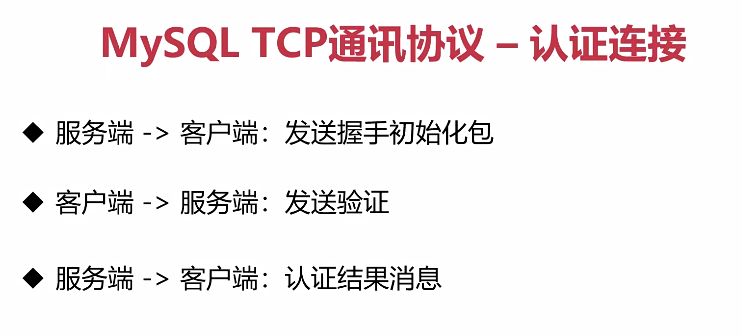 MySQL TCP通讯协议 – 认证连接
◆ 服务端 -> 客户端：发送握手初始化包
◆ 客户端 -> 服务端：发送验证
◆ 服务端 -> 客户端：认证结果消息